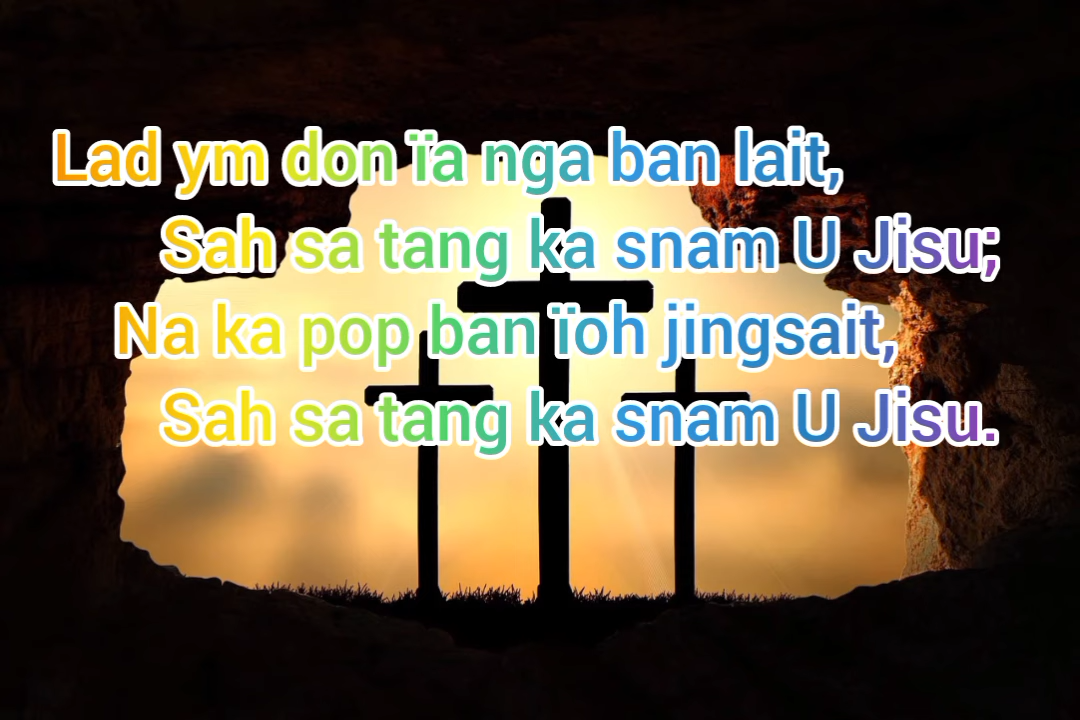 Lad ym don ïa nga ban lait,
Sah sa tang ka snam U Jisu;
Na ka pop ban ïoh jingsait,
Sah sa tang ka snam U Jisu.